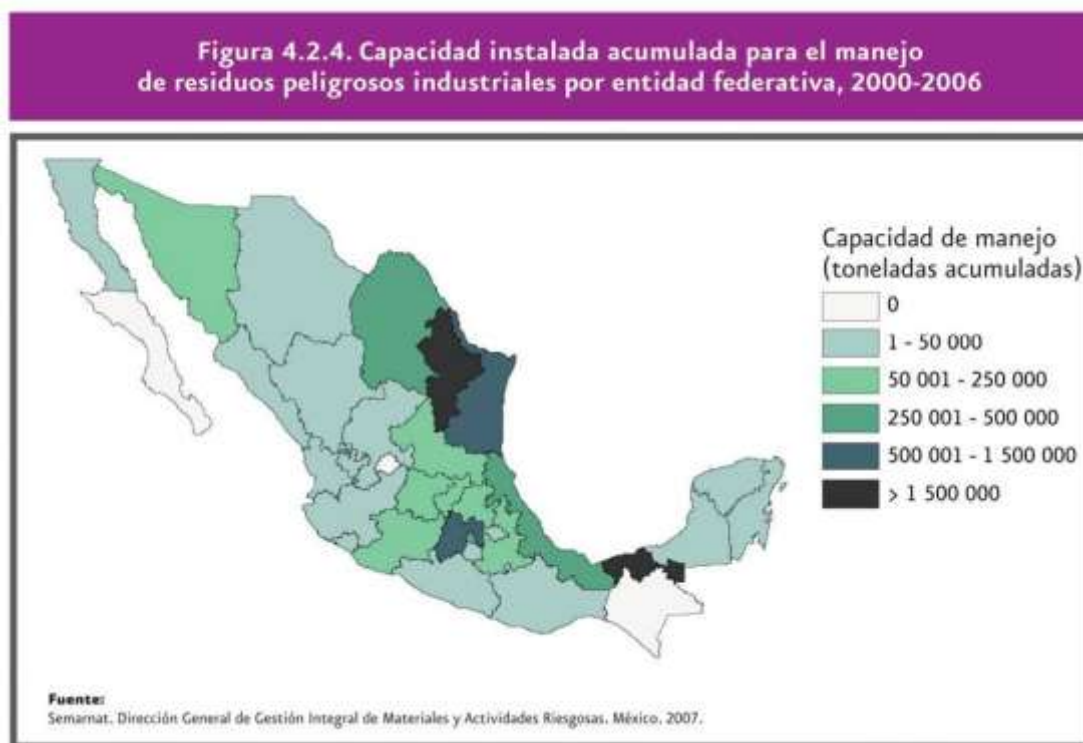 Figura 4.2.4. Capacidad instalada acumulada para el manejo
de residuos peligrosos industriales por entidad federativa, 2000-2006
Capacidad de manejo
(toneladas acumuladas)
0
1 - 50 000
50 001 - 250 000
250 001 - 500 000
500 001 - 1 500 000
> 1 500 000
Fuente:
Semarnat. Dirección General de Gestión Integral de Materiales y Actividades Riesgosas. México. 2007.